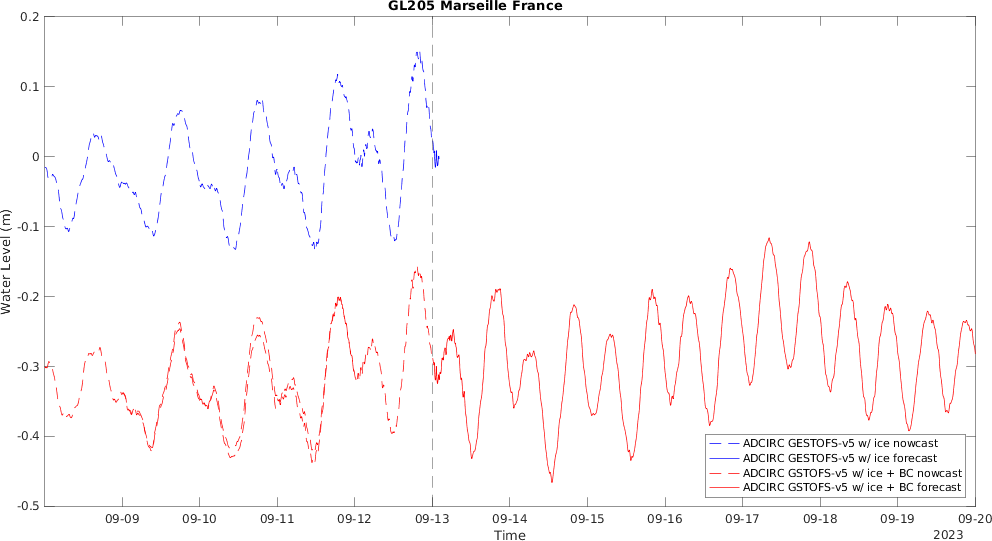 GL205 Marseille France
0.2
0.1
0
-0.1
-0.2
-0.3
-0.4
-0.5
Water Level (m)
ADCIRC GESTOFS-v5 w/ ice nowcast
ADCIRC GESTOFS-v5 w/ ice forecast
ADCIRC GSTOFS-v5 w/ ice + BC nowcast
ADCIRC GSTOFS-v5 w/ ice + BC forecast
09-09 09-10 09-11 09-12 09-13 09-14 09-15 09-16 09-17 09-18 09-19 09-20
Time
2023